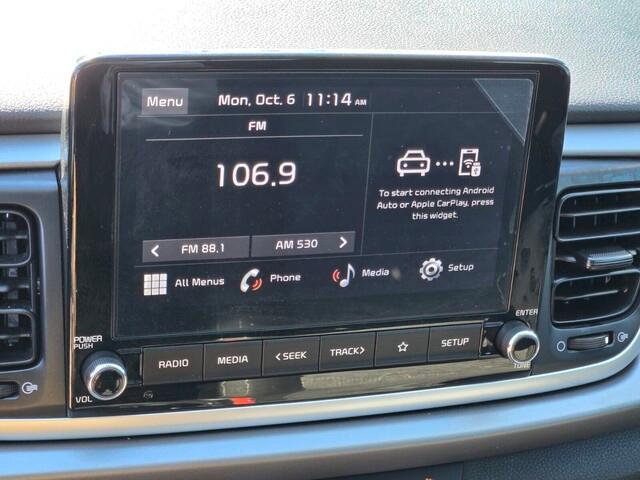 Menu Mon, Oct. 6 11:14 AM
FM
106.9
To start connecting Android
Auto or Apple CarPlay, press
this widget.
< FM 88.1 AM 530 >
All Menus Phone Media Setup
POWER
PUSH
VOL
RADIO MEDIA <SEEK TRACK> ☆ SETUP
ENTER
TUNE